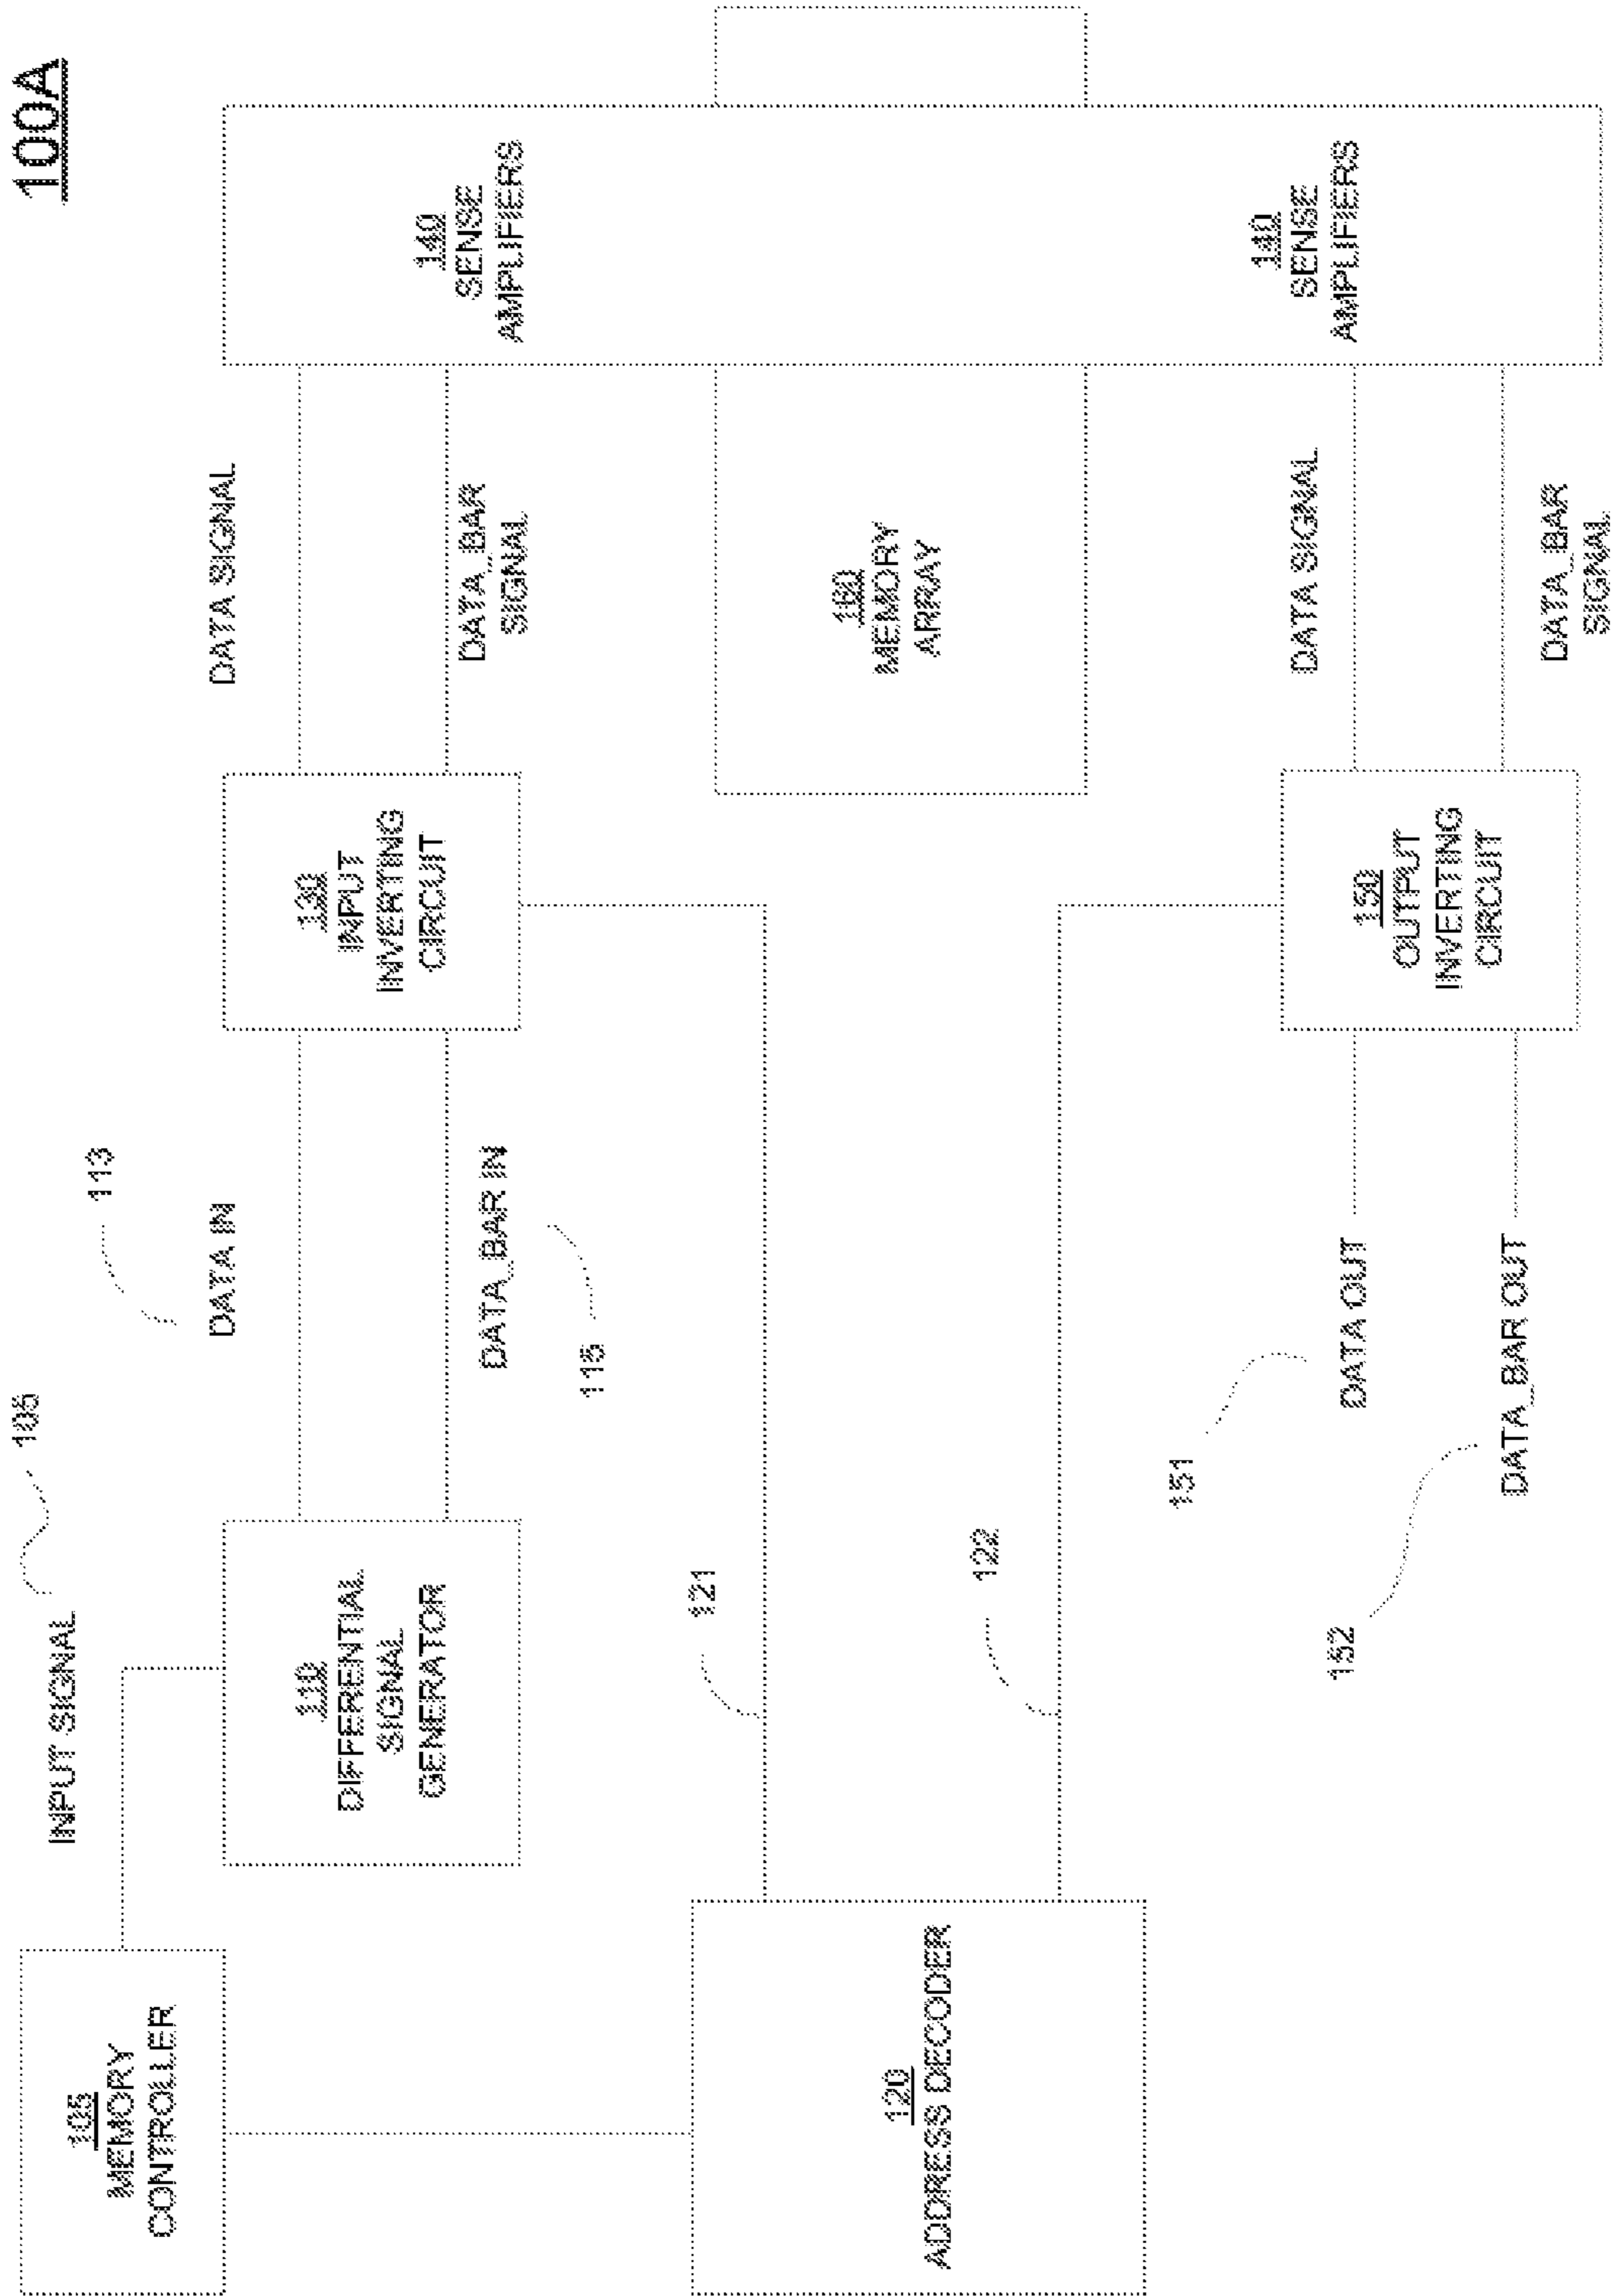 100A
105
MEMORY
CONTROLLER
INPUT SIGNAL
105
110
DIFFERENTIAL
SIGNAL
GENERATOR
113
DATA IN
DATA_BAR IN
115
130
INPUT
INVERTING
CIRCUIT
DATA SIGNAL
DATA_BAR
SIGNAL
140
SENSE
AMPLIFIERS
120
ADDRESS DECODER
121
122
160
MEMORY
ARRAY
151
DATA OUT
152
DATA_BAR OUT
150
OUTPUT
INVERTING
CIRCUIT
DATA SIGNAL
DATA_BAR
SIGNAL
140
SENSE
AMPLIFIERS